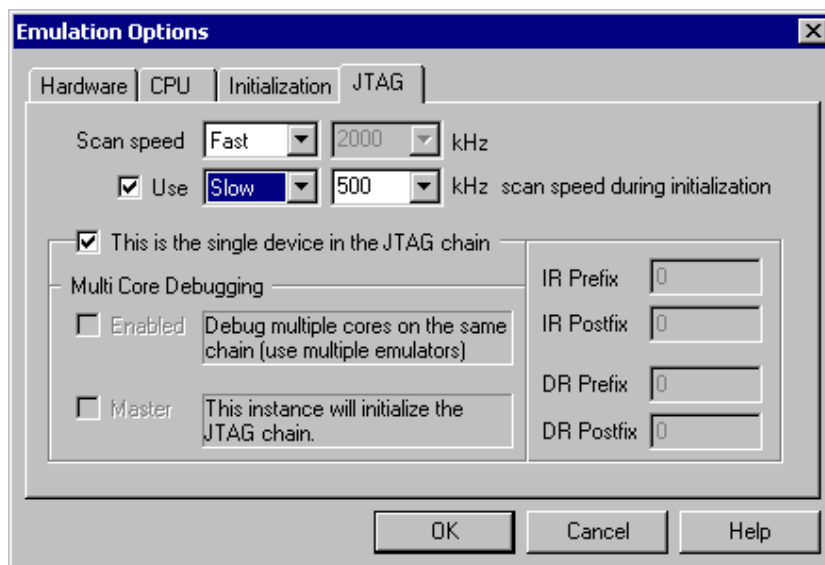 Emulation Options
Hardware CPU Initialization JTAG
Scan speed Fast 2000 kHz
Use Slow 500 kHz scan speed during initialization
This is the single device in the JTAG chain
Multi Core Debugging
Enabled Debug multiple cores on the same
chain (use multiple emulators)
Master This instance will initialize the
JTAG chain.
IR Prefix 0
IR Postfix 0
DR Prefix 0
DR Postfix 0
OK Cancel Help